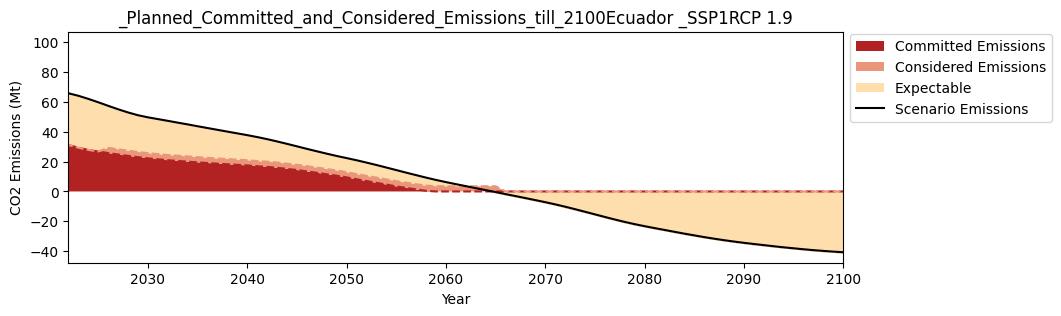 _Planned_Committed_and_Considered_Emissions_till_2100Ecuador _SSP1RCP 1.9
CO2 Emissions (Mt)
100
80
60
40
20
0
−20
−40
2030
2040
2050
2060
2070
2080
2090
2100
Year
Committed Emissions
Considered Emissions
Expectable
Scenario Emissions